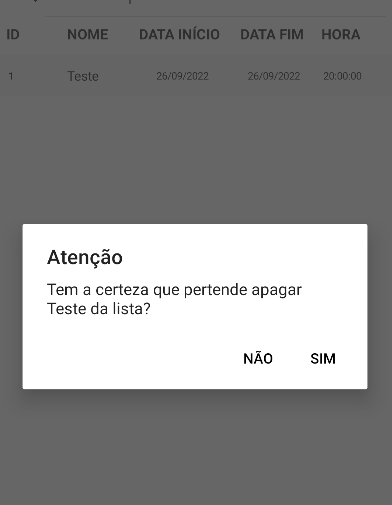 ID NOME DATA INÍCIO DATA FIM HORA
1 Teste 26/09/2022 26/09/2022 20:00:00
Atenção
Tem a certeza que pertende apagar
Teste da lista?
NÃO SIM